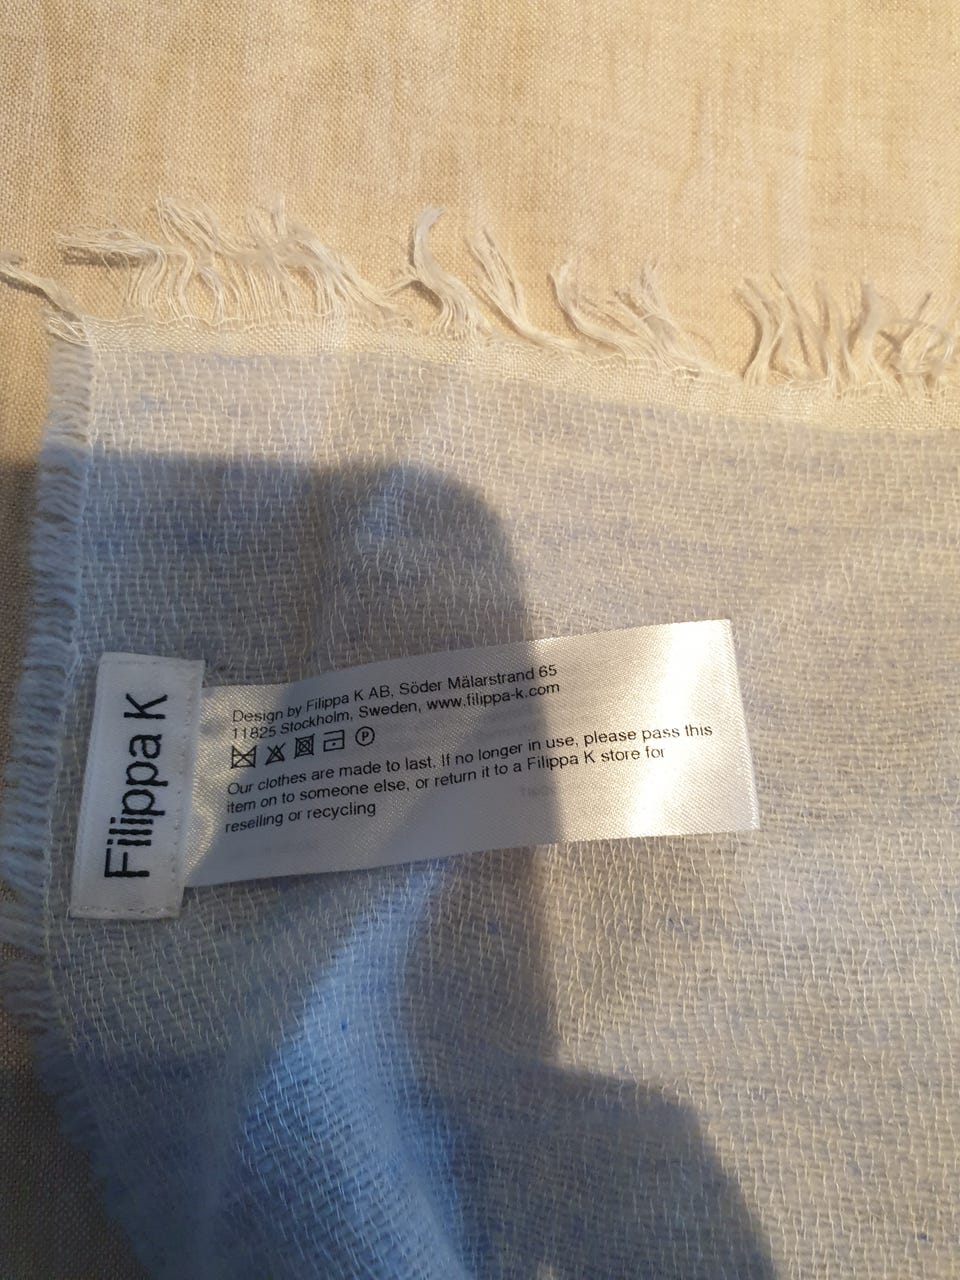 Filippa K
Design by Filippa K AB, Söder Mälarstrand 65
11825 Stockholm, Sweden, www.filippa-k.com
P
Our clothes are made to last. If no longer in use, please pass this
item on to someone else, or return it to a Filippa K store for
reselling or recycling